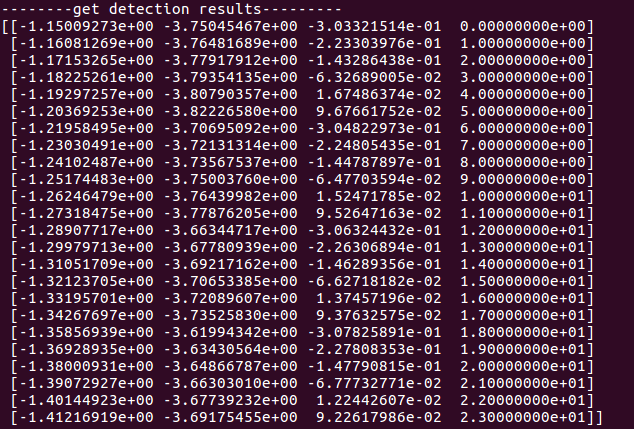 --------get detection results---------
[[-1.15009273e+00 -3.75045467e+00 -3.03321514e-01  0.00000000e+00]
 [-1.16081269e+00 -3.76481689e+00 -2.23303976e-01  1.00000000e+00]
 [-1.17153265e+00 -3.77917912e+00 -1.43286438e-01  2.00000000e+00]
 [-1.18225261e+00 -3.79354135e+00 -6.32689005e-02  3.00000000e+00]
 [-1.19297257e+00 -3.80790357e+00  1.67486374e-02  4.00000000e+00]
 [-1.20369253e+00 -3.82226580e+00  9.67661752e-02  5.00000000e+00]
 [-1.21958495e+00 -3.70695092e+00 -3.04822973e-01  6.00000000e+00]
 [-1.23030491e+00 -3.72131314e+00 -2.24805435e-01  7.00000000e+00]
 [-1.24102487e+00 -3.73567537e+00 -1.44787897e-01  8.00000000e+00]
 [-1.25174483e+00 -3.75003760e+00 -6.47703594e-02  9.00000000e+00]
 [-1.26246479e+00 -3.76439982e+00  1.52471785e-02  1.00000000e+01]
 [-1.27318475e+00 -3.77876205e+00  9.52647163e-02  1.10000000e+01]
 [-1.28907717e+00 -3.66344717e+00 -3.06324432e-01  1.20000000e+01]
 [-1.29979713e+00 -3.67780939e+00 -2.26306894e-01  1.30000000e+01]
 [-1.31051709e+00 -3.69217162e+00 -1.46289356e-01  1.40000000e+01]
 [-1.32123705e+00 -3.70653385e+00 -6.62718182e-02  1.50000000e+01]
 [-1.33195701e+00 -3.72089607e+00  1.37457196e-02  1.60000000e+01]
 [-1.34267697e+00 -3.73525830e+00  9.37632575e-02  1.70000000e+01]
 [-1.35856939e+00 -3.61994342e+00 -3.07825891e-01  1.80000000e+01]
 [-1.36928935e+00 -3.63430564e+00 -2.27808353e-01  1.90000000e+01]
 [-1.38000931e+00 -3.64866787e+00 -1.47790815e-01  2.00000000e+01]
 [-1.39072927e+00 -3.66303010e+00 -6.77732771e-02  2.10000000e+01]
 [-1.40144923e+00 -3.67739232e+00  1.22442607e-02  2.20000000e+01]
 [-1.41216919e+00 -3.69175455e+00  9.22617986e-02  2.30000000e+01]]